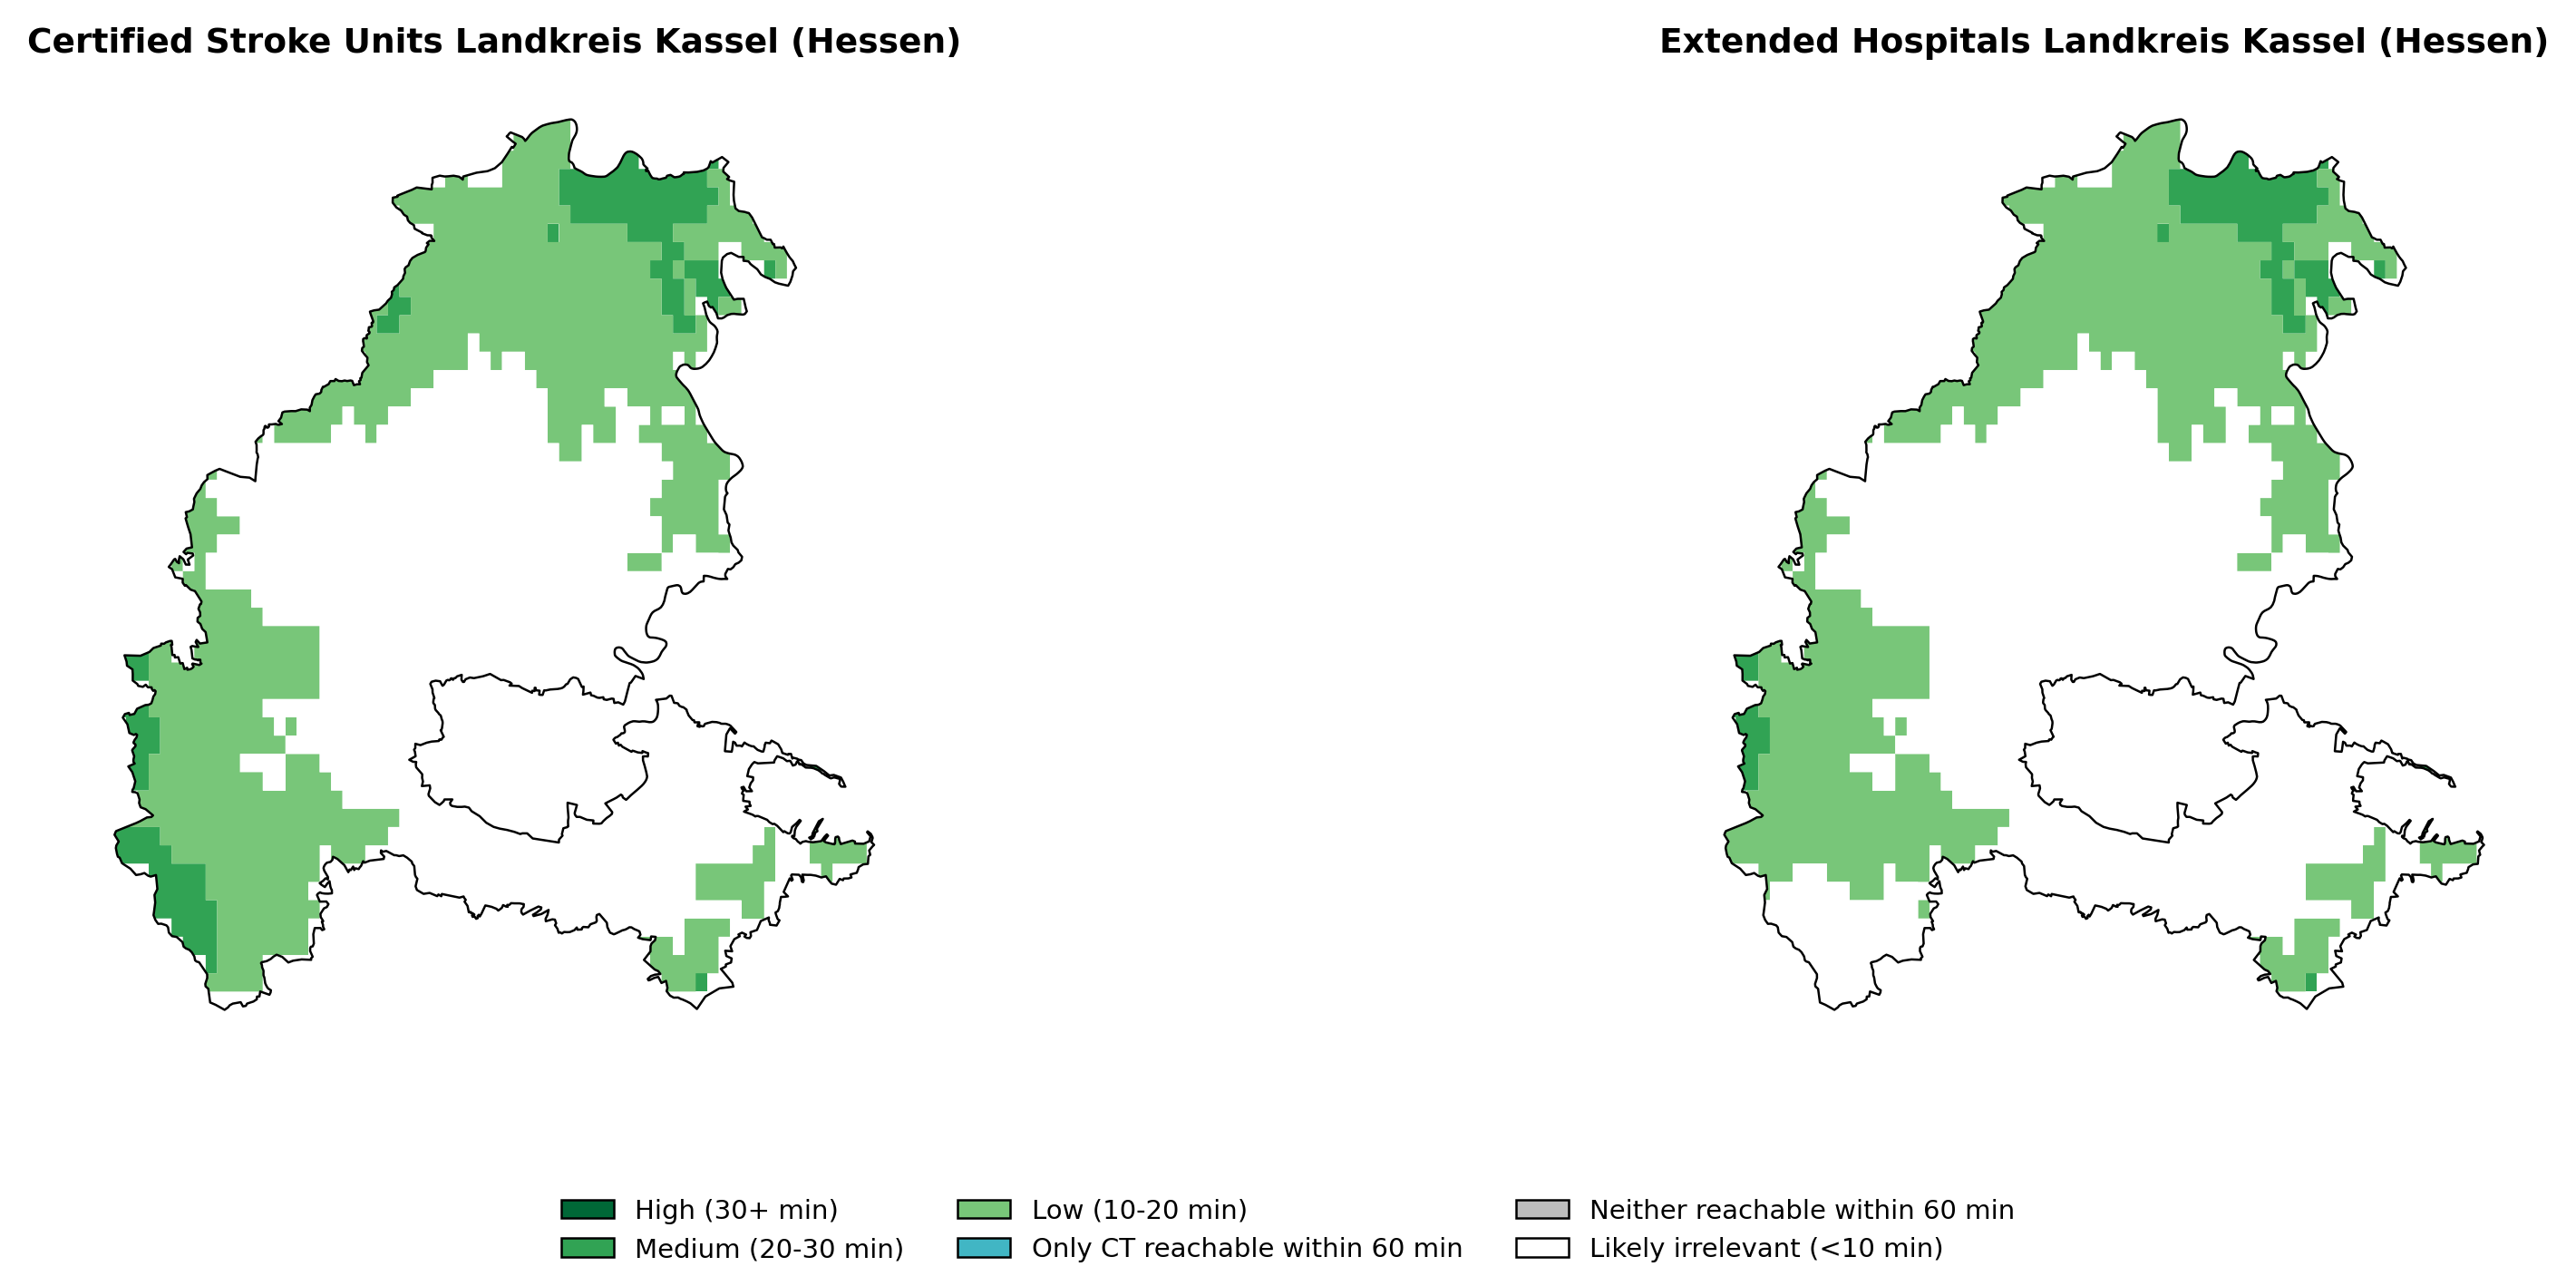 Certified Stroke Units Landkreis Kassel (Hessen)
Extended Hospitals Landkreis Kassel (Hessen)
High (30+ min)
Medium (20-30 min)
Low (10-20 min)
Only CT reachable within 60 min
Neither reachable within 60 min
Likely irrelevant (<10 min)